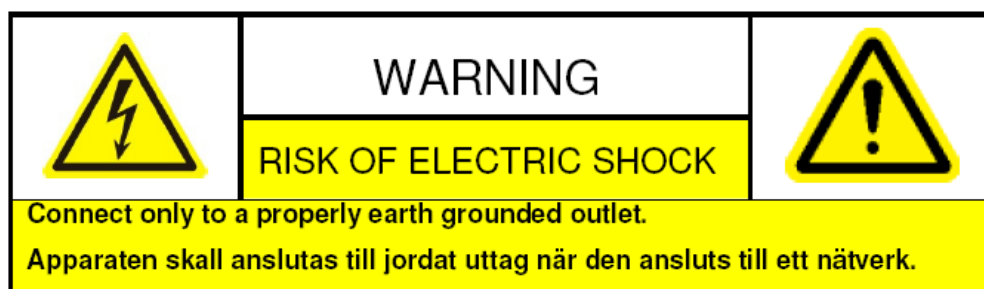 WARNING
RISK OF ELECTRIC SHOCK
Connect only to a properly earth grounded outlet.
Apparaten skall anslutas till jordat uttag när den ansluts till ett nätverk.